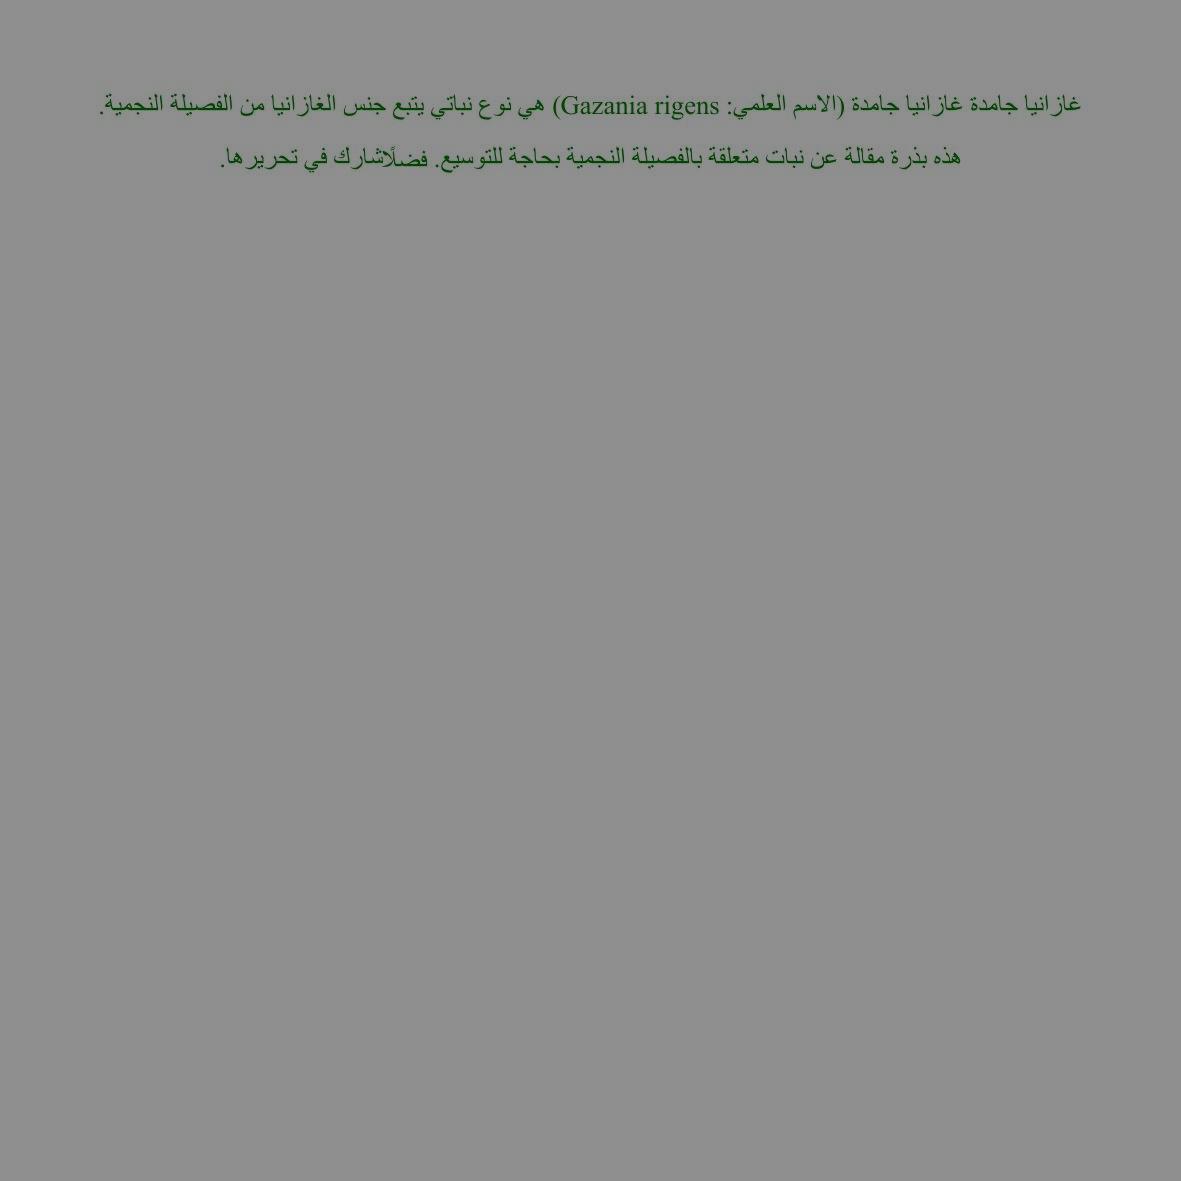 غازانيا جامدة غازانيا جامدة (الاسم العلمي: Gazania rigens) هي نوع نباتي يتبع جنس الغازانيا من الفصيلة النجمية.
هذه بذرة مقالة عن نبات متعلقة بالفصيلة النجمية بحاجة للتوسيع. فضلًاشارك في تحريرها.